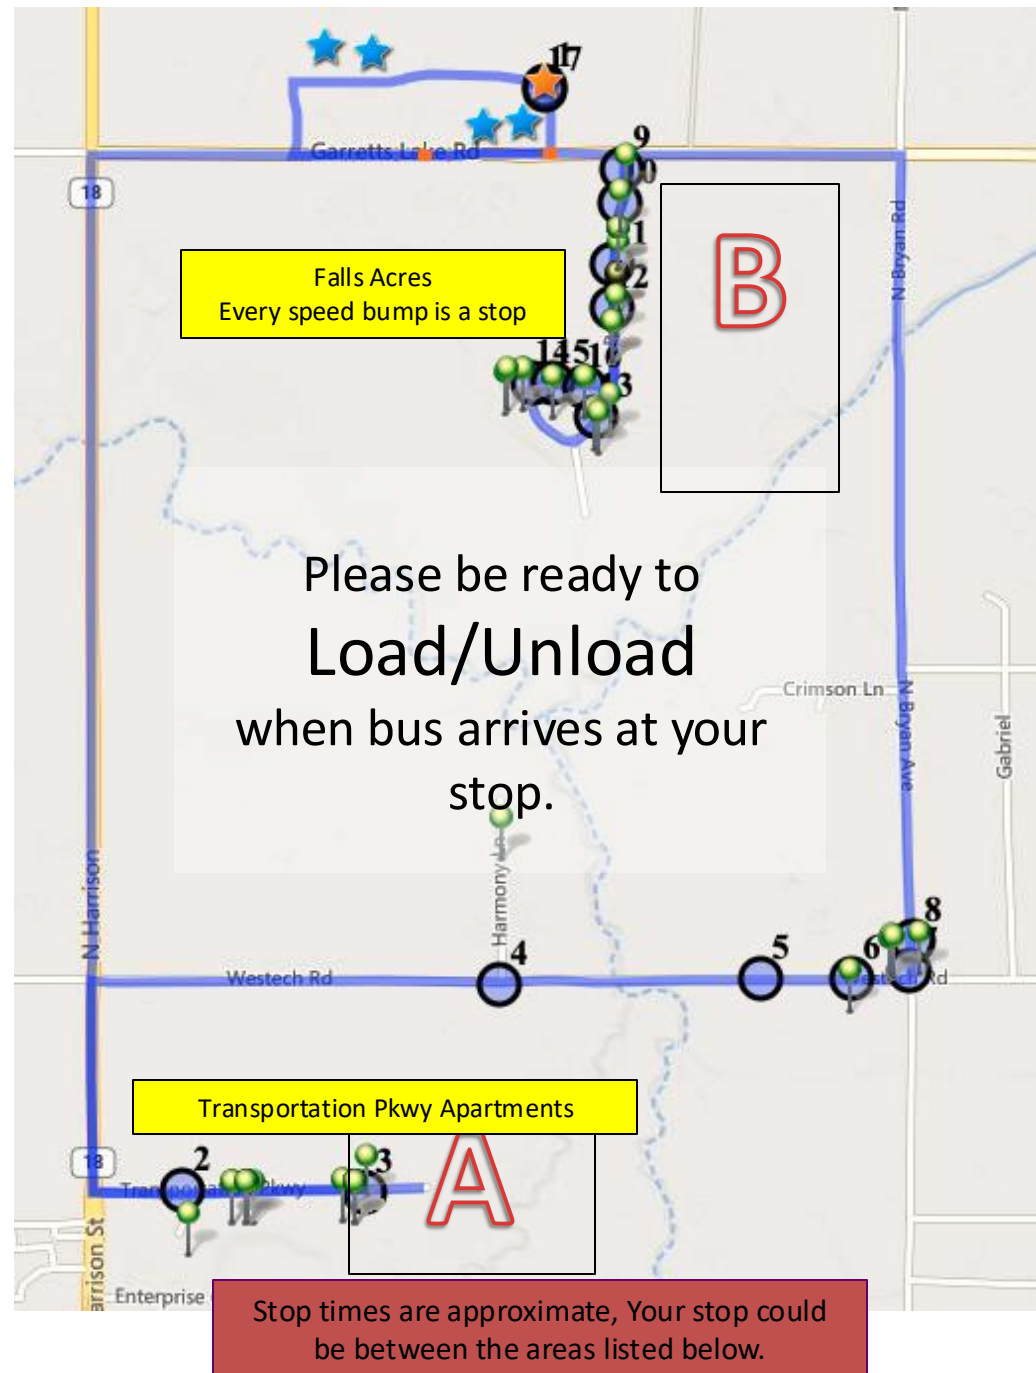 17
9
Garretts Lake Rd
18
B
N Bryan Rd
Falls Acres
Every speed bump is a stop
Please be ready to
Load/Unload
when bus arrives at your
stop.
Crimson Ln
N Bryan Ave
Gabriel
N Harrison
Harmony Ln
8
4
5
6
Westech Rd
Transportation Pkwy Apartments
A
18
2
3
Enterprise
Stop times are approximate, Your stop could
be between the areas listed below.